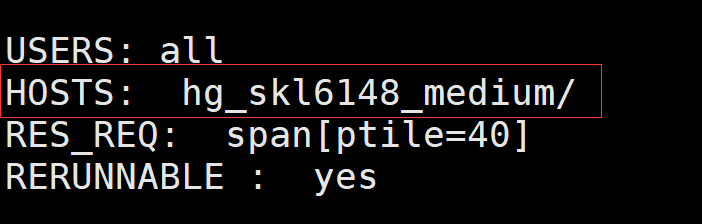 USERS: all
HOSTS:  hg_skl6148_medium/
RES_REQ:  span[ptile=40]
RERUNNABLE :  yes